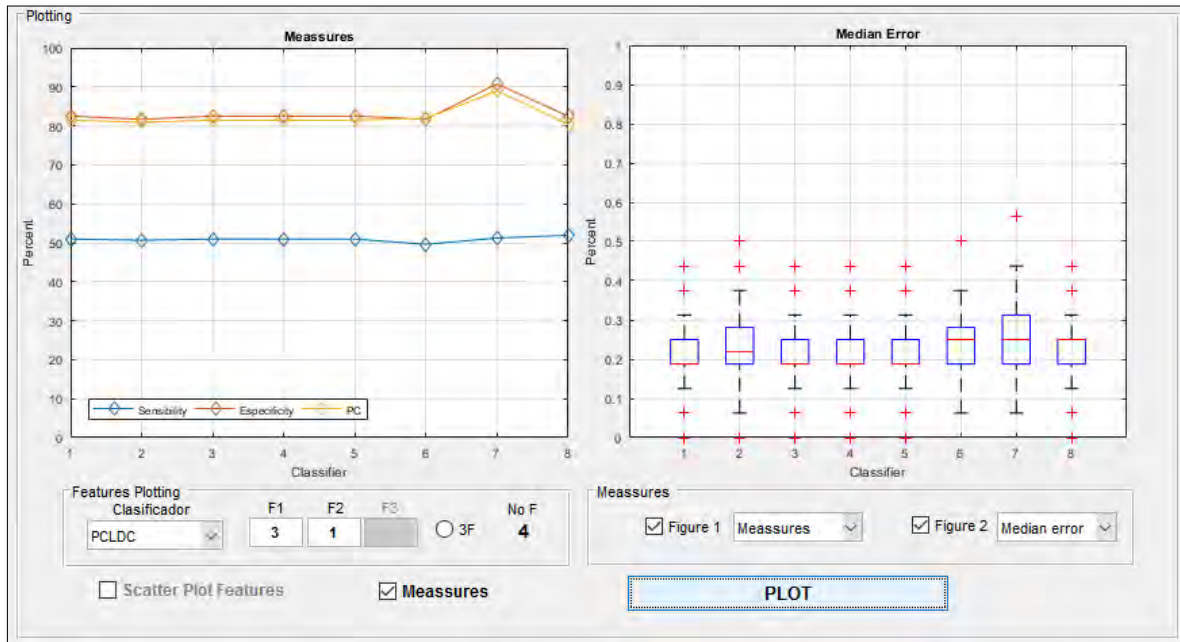 Plotting
Meassures
100
90
80
70
60
50
40
30
20
10
0
Percent
1 2 3 4 5 6 7 8
Classifier
Sensibility Especificity PC
Median Error
1
0.9
0.8
0.7
0.6
0.5
0.4
0.3
0.2
0.1
0
Percent
1 2 3 4 5 6 7 8
Classifier
Features Plotting
Clasificador F1 F2 F3 No F
PCLDC 3 1 3F 4
Meassures
Figure 1 Meassures Figure 2 Median error
Scatter Plot Features Meassures
PLOT